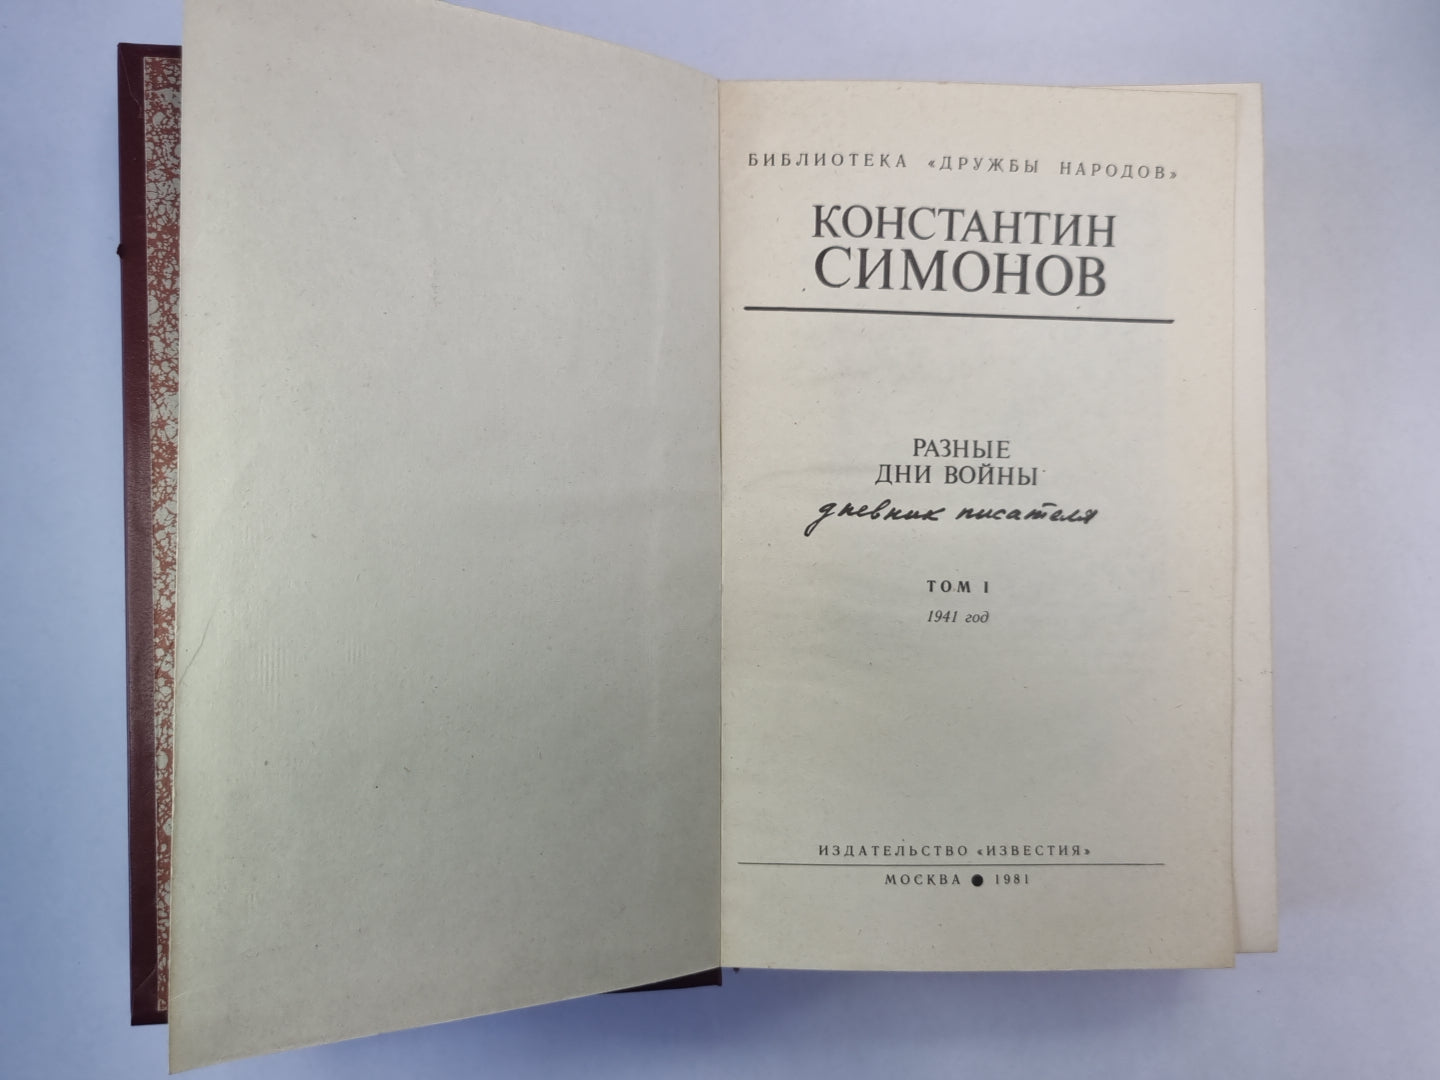 БИБЛИОТЕКА «ДРУЖБЫ НАРОДОВ»
КОНСТАНТИН
СИМОНОВ
РАЗНЫЕ
ДНИ ВОЙНЫ
дневник писателя
ТОМ I
1941 год
ИЗДАТЕЛЬСТВО «ИЗВЕСТИЯ»
МОСКВА ● 1981